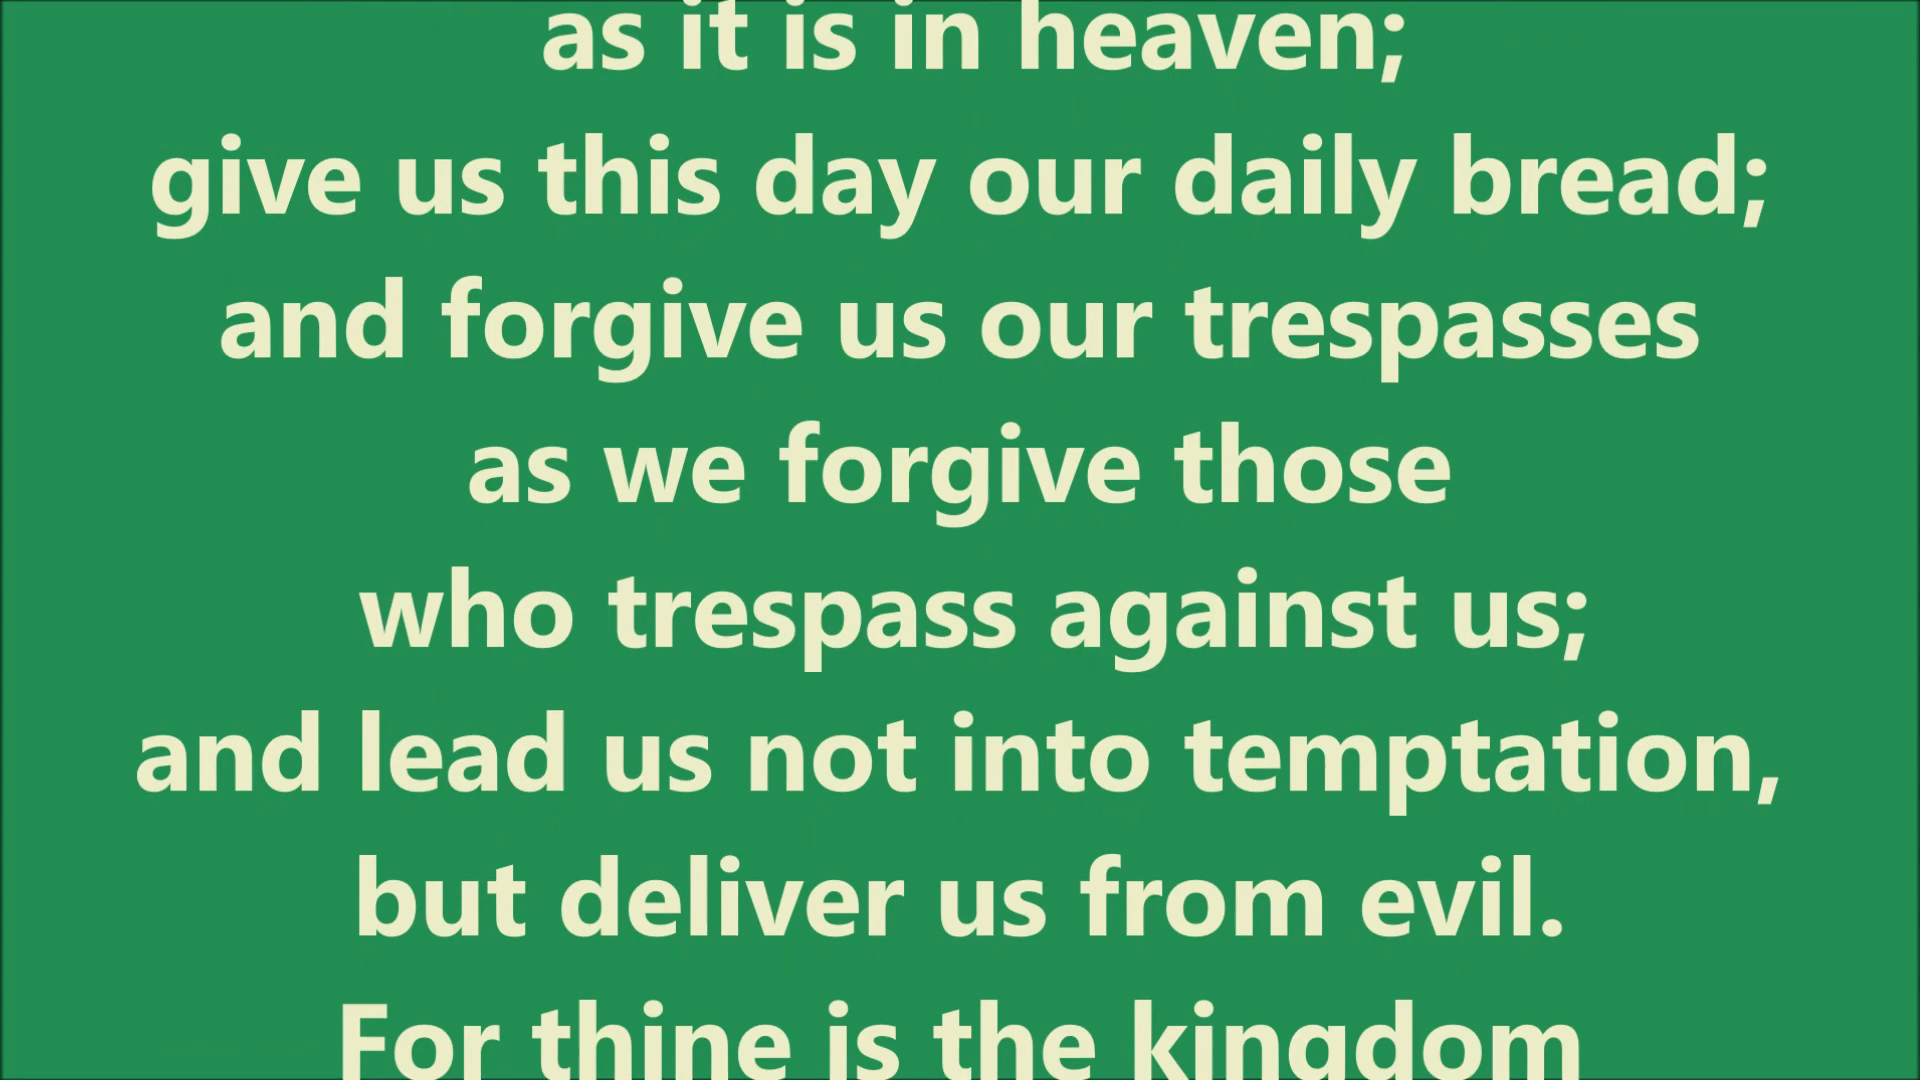 as it is in heaven;
give us this day our daily bread;
and forgive us our trespasses
as we forgive those
who trespass against us;
and lead us not into temptation,
but deliver us from evil.
For thine is the kingdom